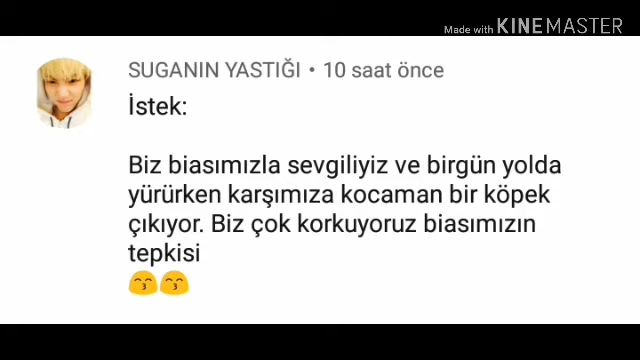 Made with KINEMASTER
SUGANIN YASTIĞI • 10 saat önce
İstek:
Biz biasımızla sevgiliyiz ve birgün yolda
yürürken karşımıza kocaman bir köpek
çıkıyor. Biz çok korkuyoruz biasımızın
tepkisi
😙😙